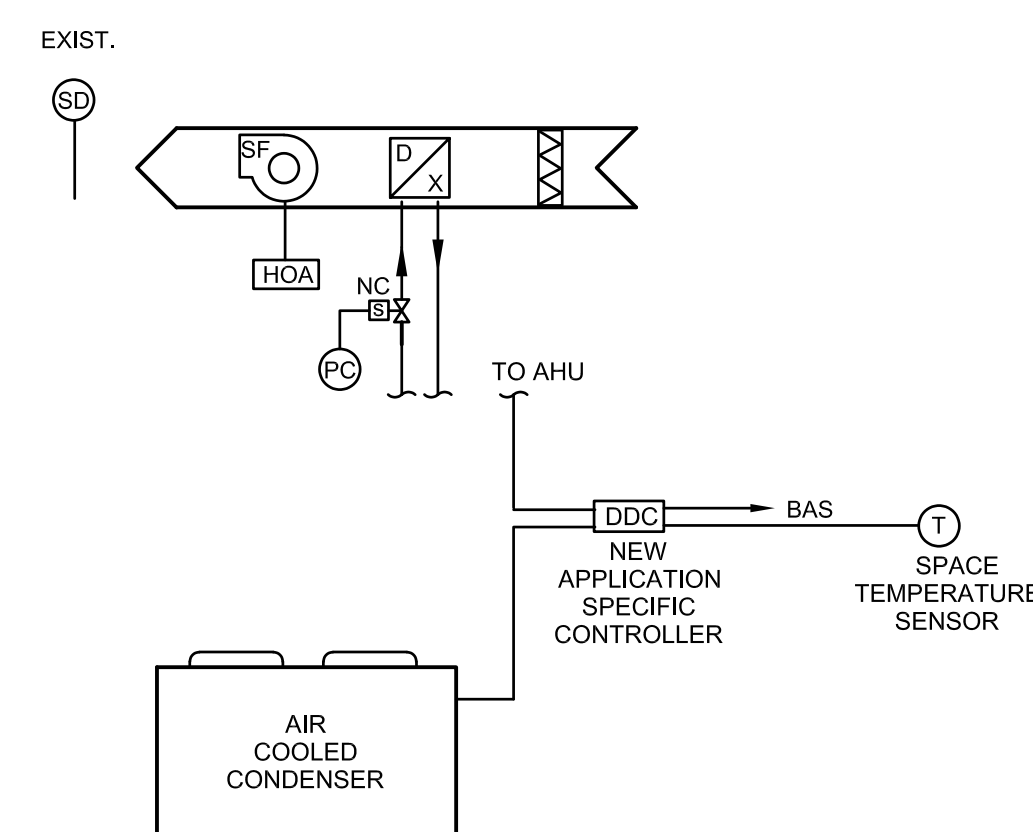 EXIST.
SD
SF
D
X
HOA
NC
S
PC
TO AHU
DDC
BAS
T
NEW
APPLICATION
SPECIFIC
CONTROLLER
SPACE
TEMPERATURE
SENSOR
AIR
COOLED
CONDENSER